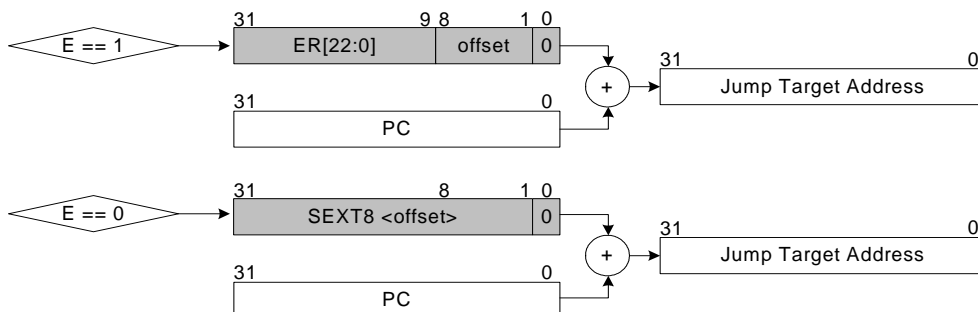 31 9 8 1 0
E == 1 ER[22:0] offset 0
31 0
+ Jump Target Address
31 0
PC
31 8 1 0
E == 0 SEXT8 <offset> 0
31 0
+ Jump Target Address
31 0
PC